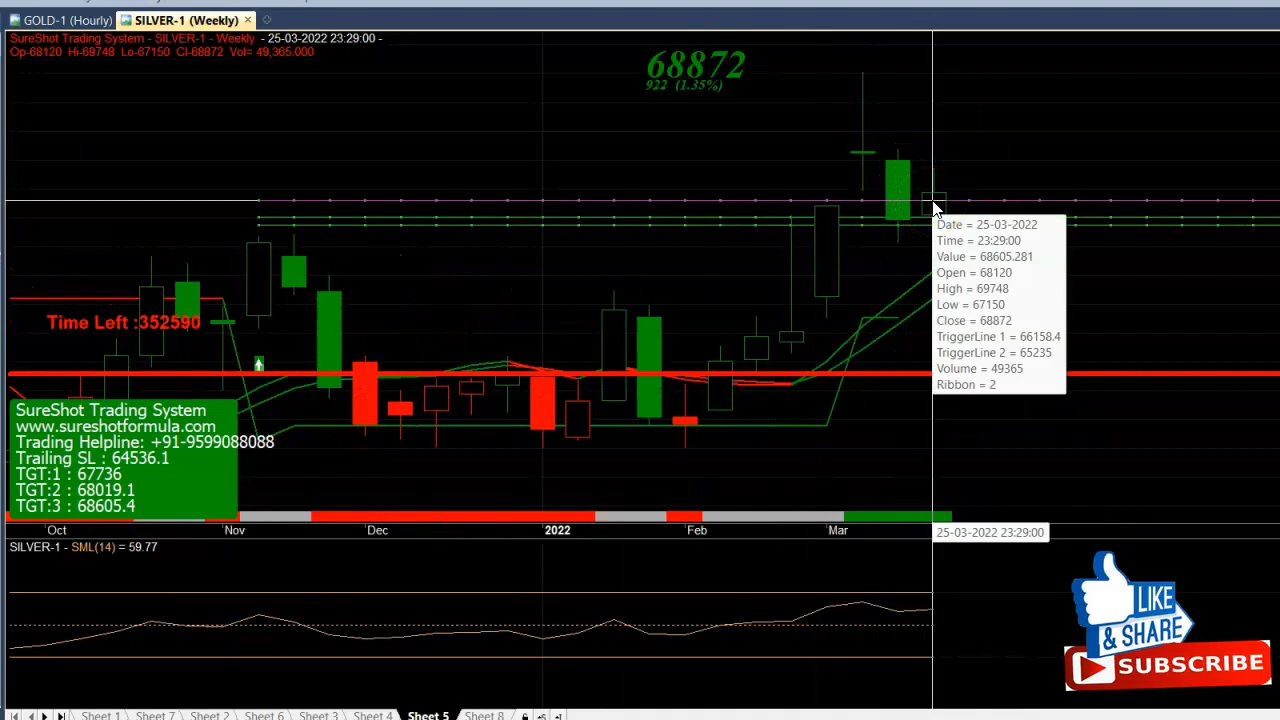 GOLD-1 (Hourly) SILVER-1 (Weekly)
SureShot Trading System - SILVER-1 - Weekly - 25-03-2022 23:29:00 -
Op-68120 Hi-69748 Lo-67150 Cl-68872 Vol= 49,365.000
68872
922 (1.35%)
Date = 25-03-2022
Time = 23:29:00
Value = 68605.281
Open = 68120
High = 69748
Low = 67150
Close = 68872
TriggerLine 1 = 66158.4
TriggerLine 2 = 65235
Volume = 49365
Ribbon = 2
Time Left :352590
SureShot Trading System
www.sureshotformula.com
Trading Helpline: +91-9599088088
Trailing SL : 64536.1
TGT:1 : 67736
TGT:2 : 68019.1
TGT:3 : 68605.4
Oct Nov Dec 2022 Feb Mar
25-03-2022 23:29:00
SILVER-1 - SML(14) = 59.77
LIKE
& SHARE
SUBSCRIBE
Sheet 1 Sheet 7 Sheet 2 Sheet 6 Sheet 3 Sheet 4 Sheet 5 Sheet 8